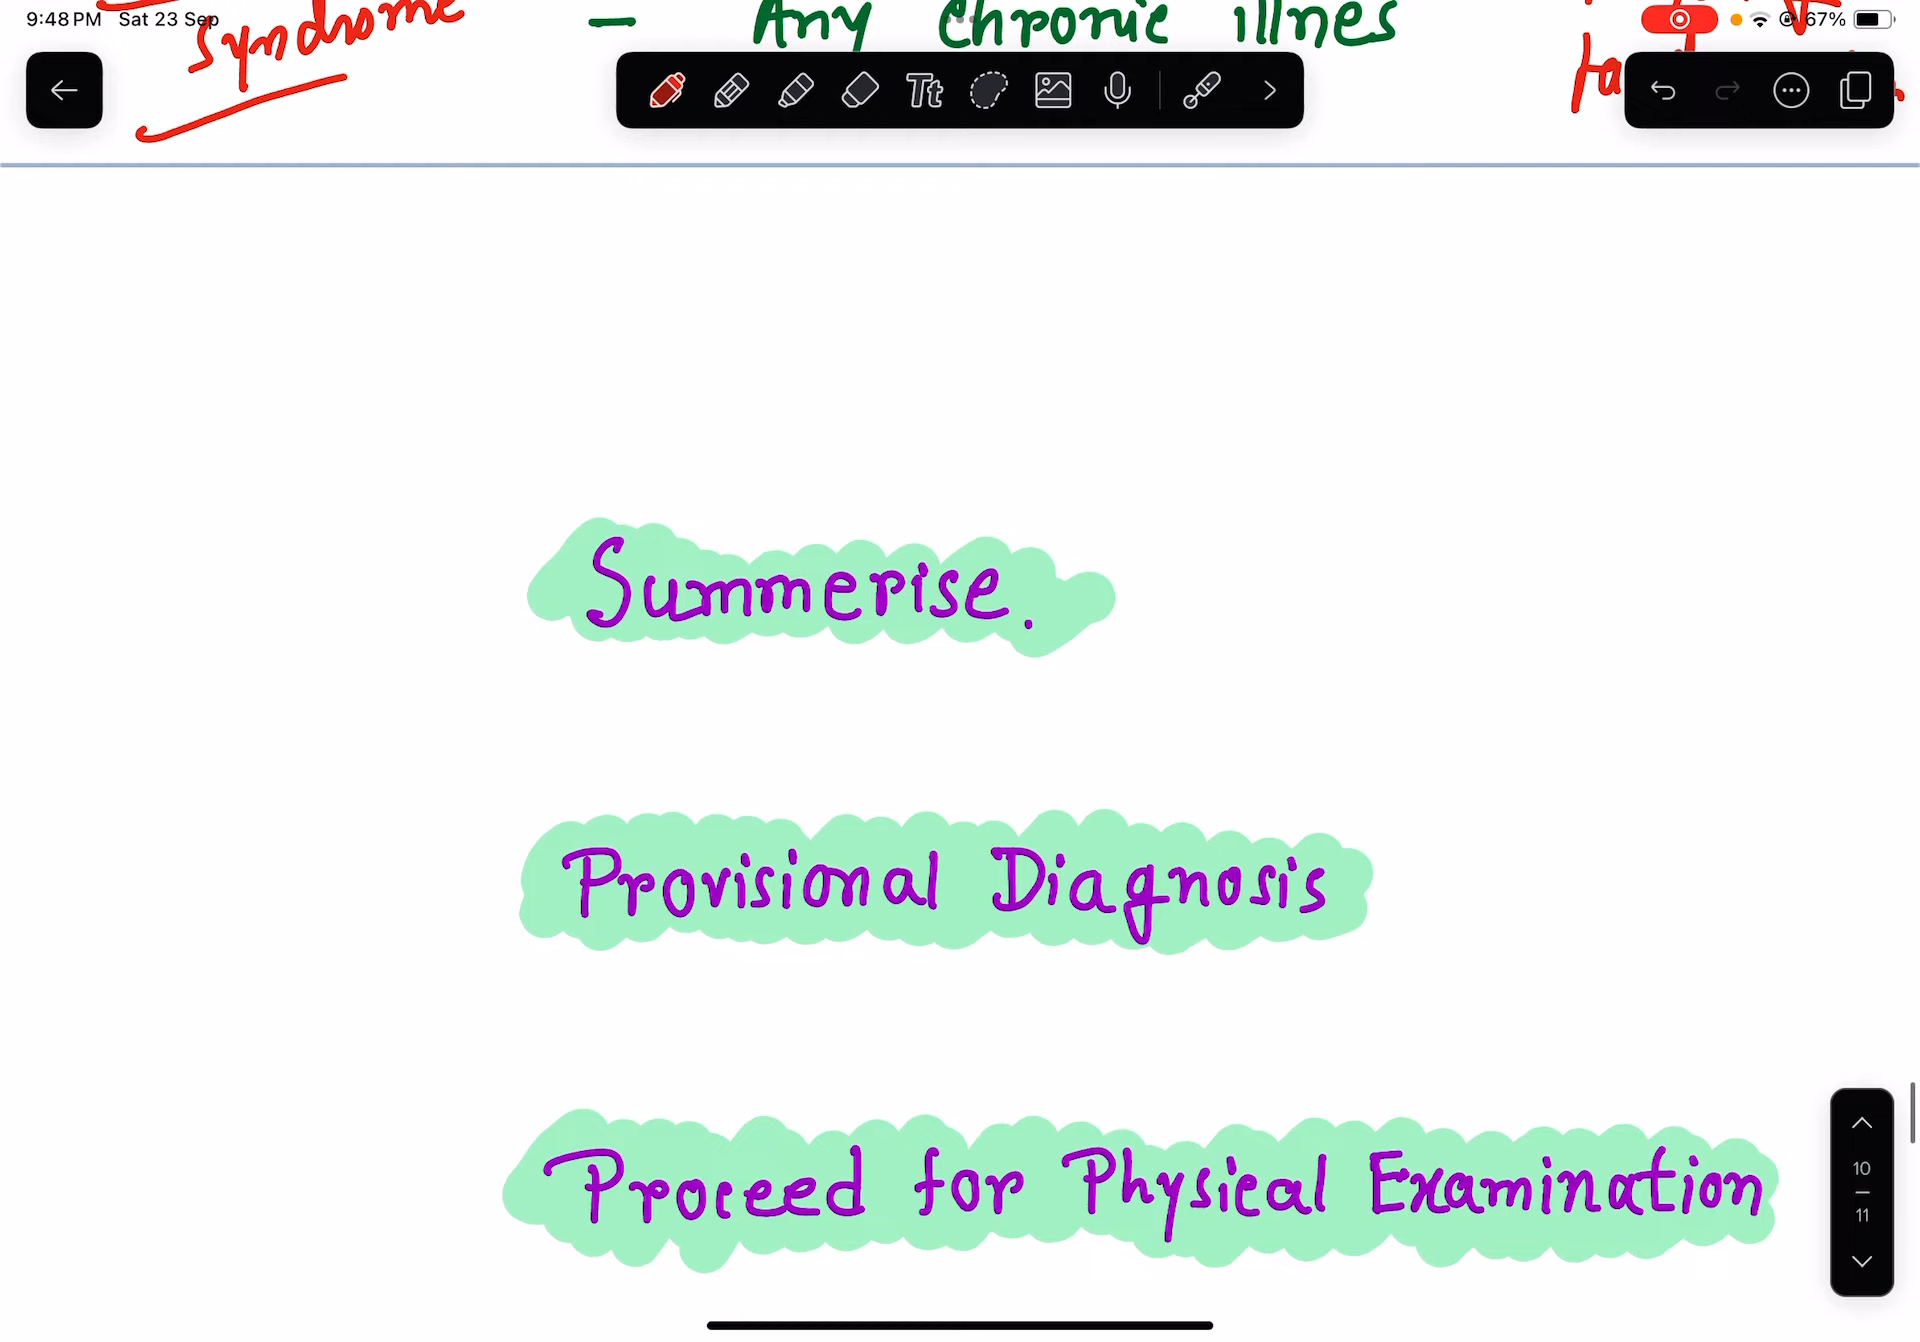 9:48 PM Sat 23 Sep
67%
syndrome
- Any chronic illnes
Tt
Summerise.
Provisional Diagnosis
Proceed for Physical Examination
10
11